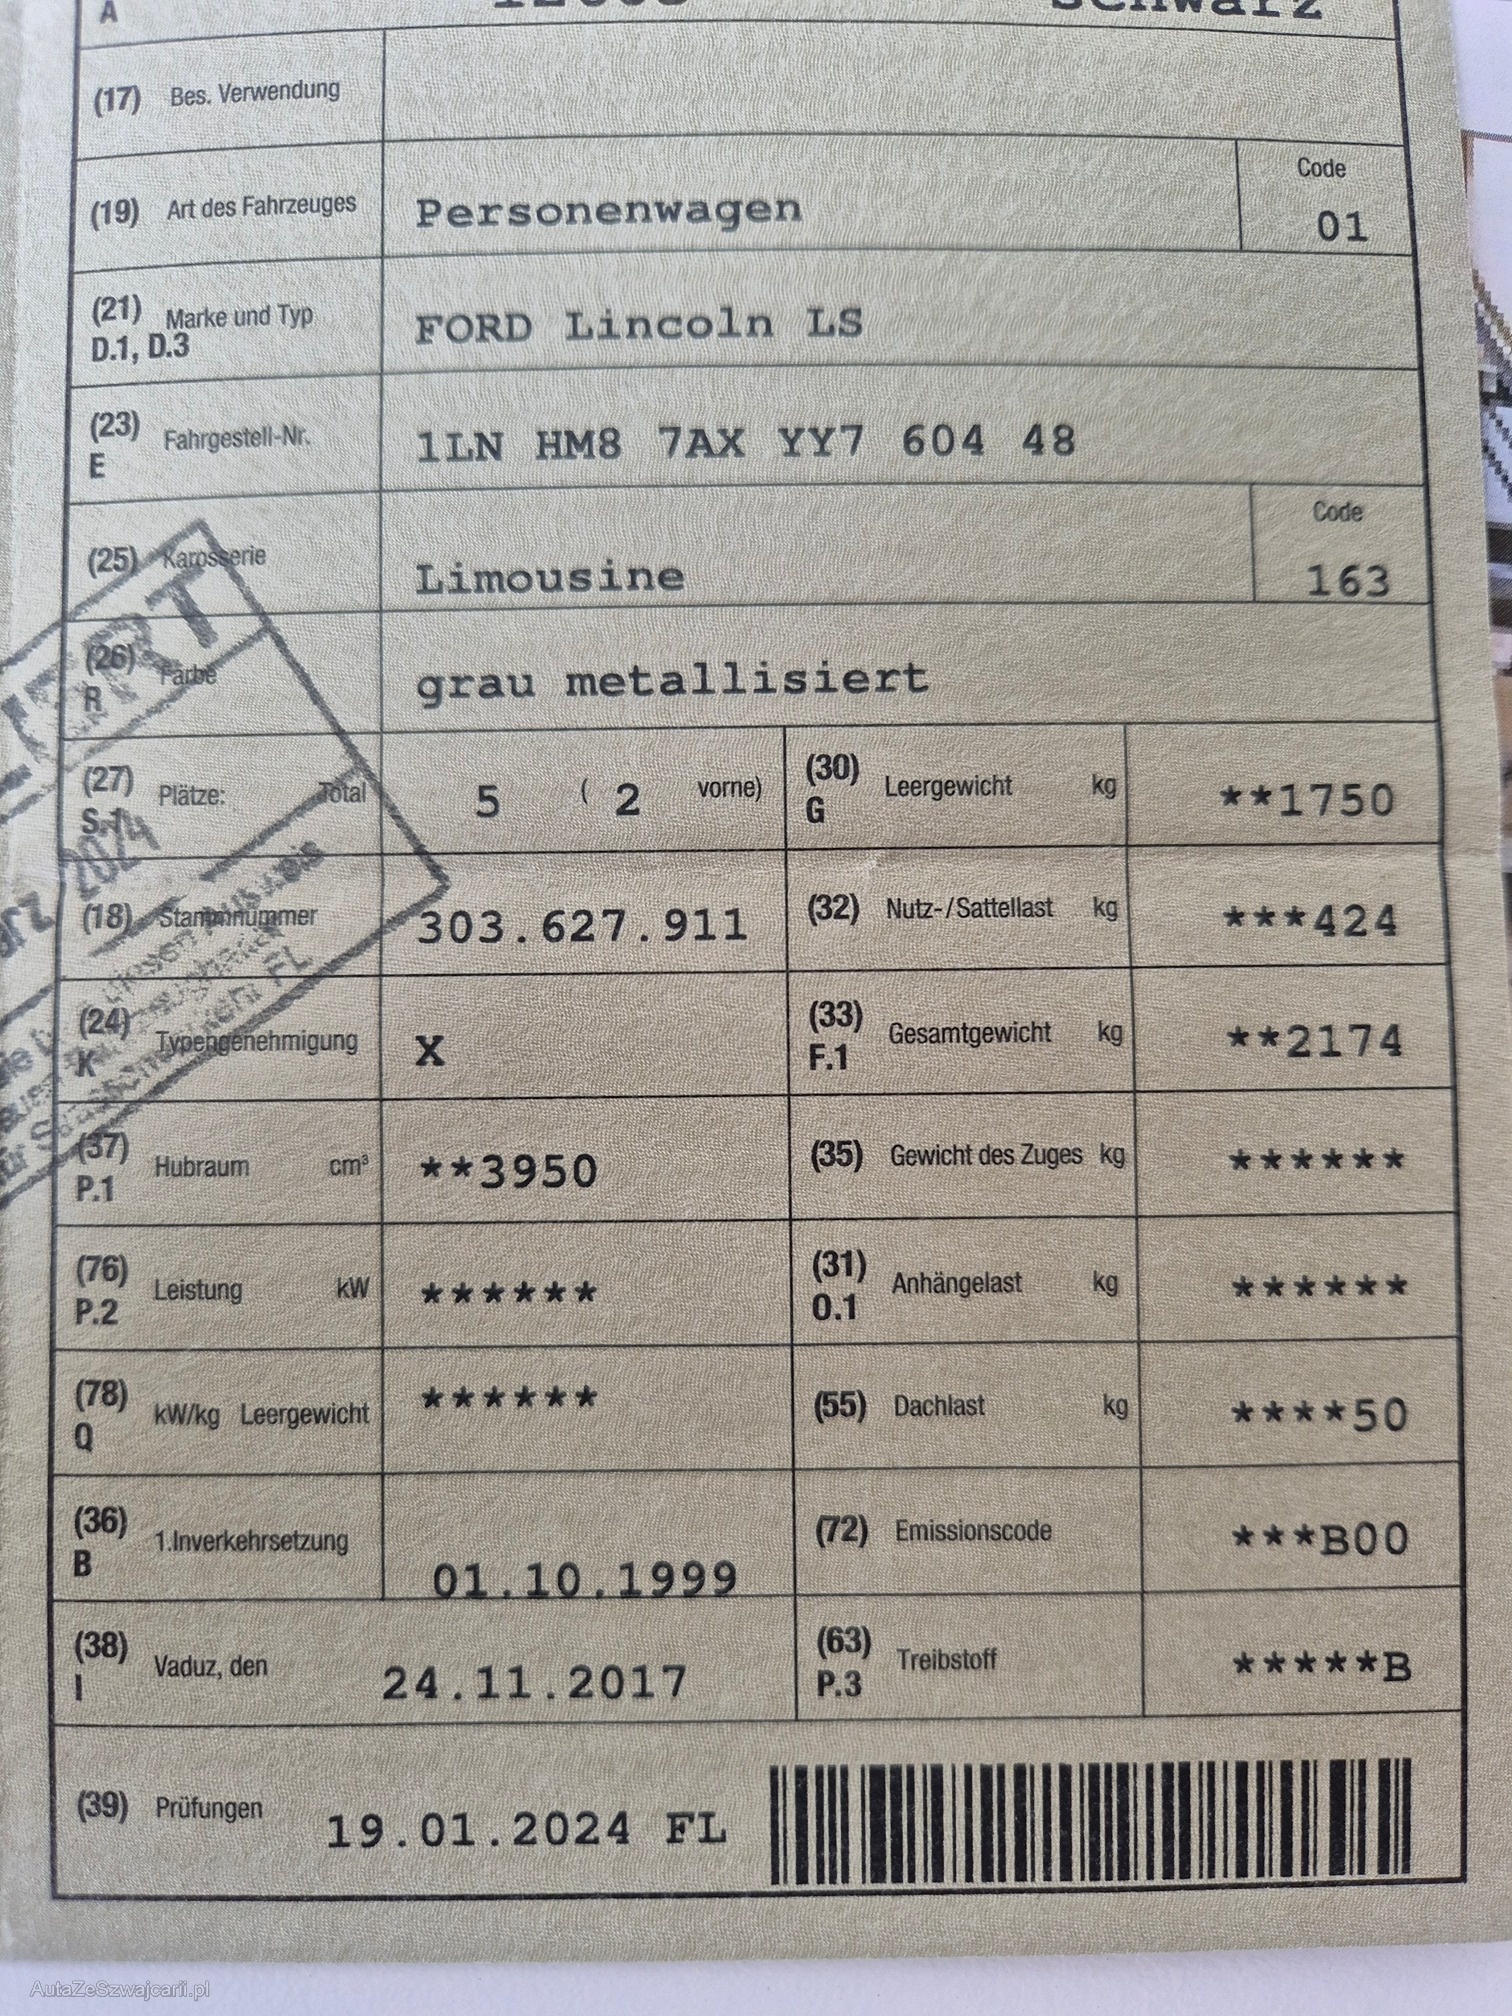 A schwarz
(17) Bes. Verwendung
(19) Art des Fahrzeuges Personenwagen Code 01
(21) D.1, D.3 Marke und Typ FORD Lincoln LS
(23) E Fahrgestell-Nr. 1LN HM8 7AX YY7 604 48
(25) Karosserie Limousine Code 163
(26) R Farbe grau metallisiert
(27) S.1 Plätze: Total 5 ( 2 vorne) (30) G Leergewicht kg **1750
(18) Stammnummer 303.627.911 (32) Nutz-/Sattellast kg ***424
(24) K Typengenehmigung X (33) F.1 Gesamtgewicht kg **2174
(37) P.1 Hubraum cm³ **3950 (35) Gewicht des Zuges kg ******
(76) P.2 Leistung kW ****** (31) O.1 Anhängelast kg ******
(78) Q kW/kg Leergewicht ****** (55) Dachlast kg ****50
(36) B 1.Inverkehrsetzung 01.10.1999 (72) Emissionscode ***B00
(38) I Vaduz, den 24.11.2017 (63) P.3 Treibstoff *****B
(39) Prüfungen 19.01.2024 FL
2024
FL
AutaZeSzwajcarii.pl